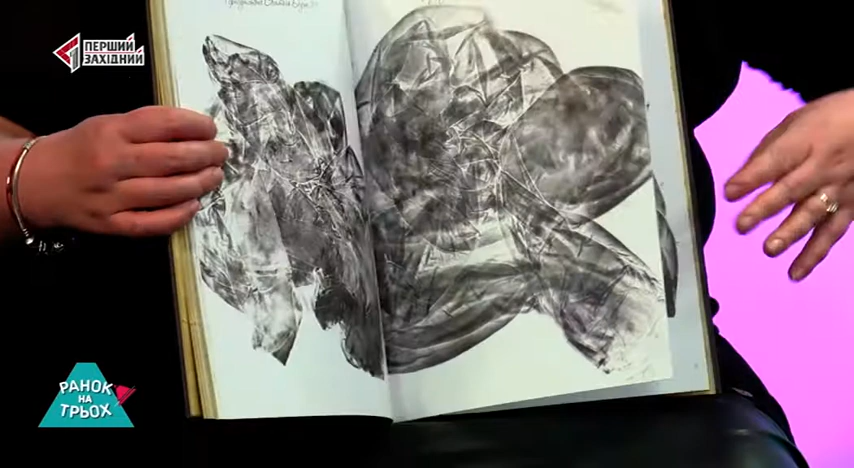 ПЕРШИЙ
ЗАХІДНИЙ
РАНОК
НА
ТРЬОХ